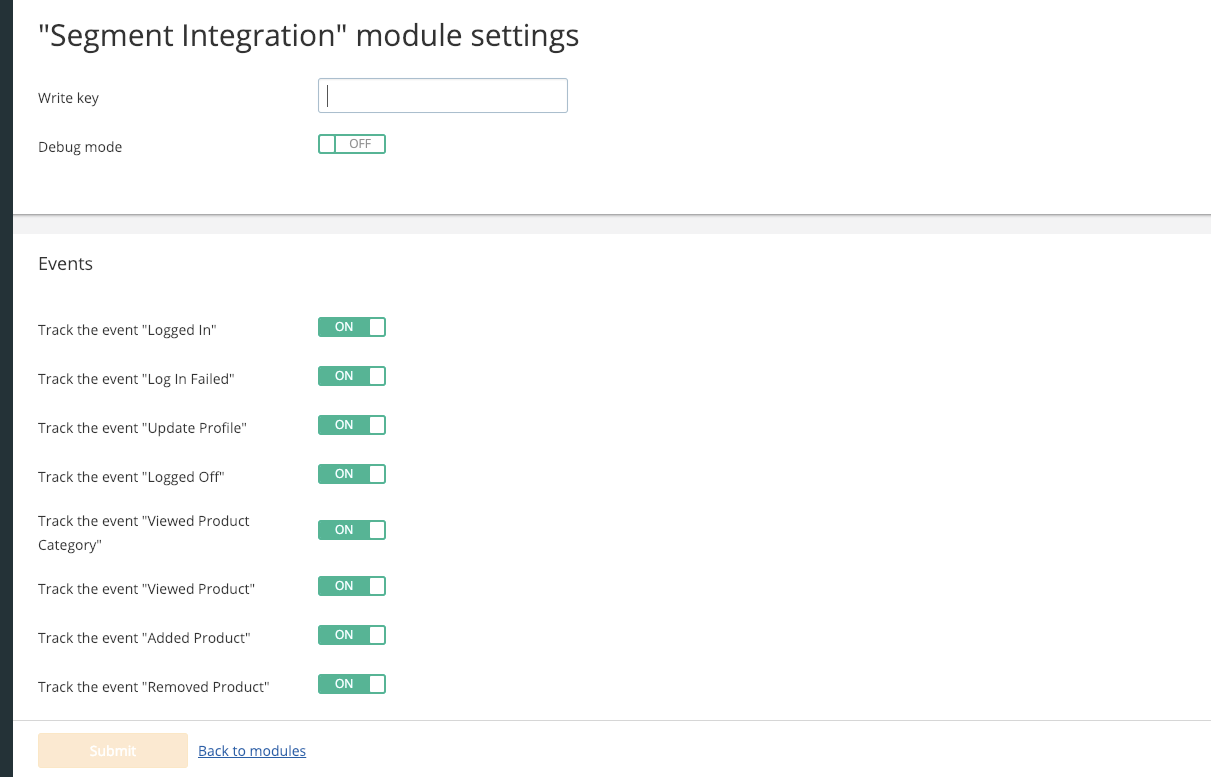 "Segment Integration" module settings
Write key
Debug mode
OFF
Events
Track the event "Logged In"
ON
Track the event "Log In Failed"
ON
Track the event "Update Profile"
ON
Track the event "Logged Off"
ON
Track the event "Viewed Product
Category"
ON
Track the event "Viewed Product"
ON
Track the event "Added Product"
ON
Track the event "Removed Product"
ON
Submit
Back to modules